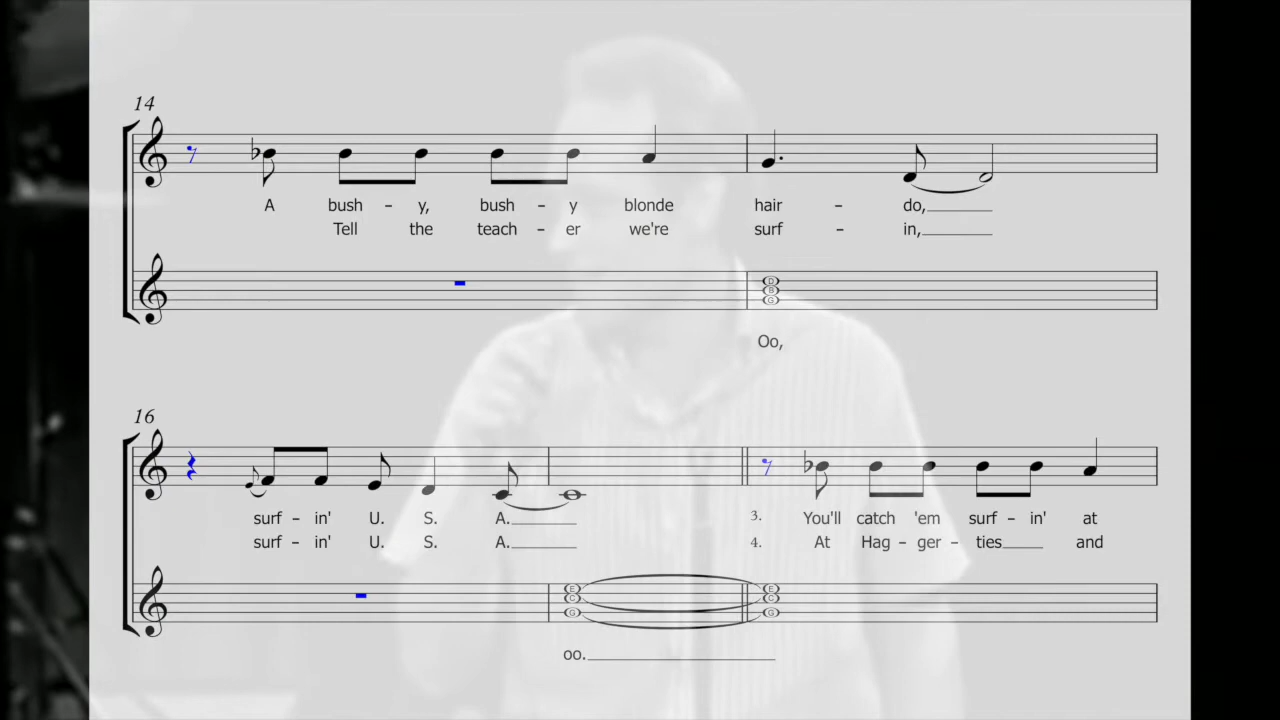 14
A bush – y, bush – y blonde hair – do,
Tell the teach – er we're surf – in,
D
B
G
Oo,
16
surf – in' U. S. A. 3. You'll catch 'em surf – in' at
surf – in' U. S. A. 4. At Hag – ger – ties and
E E
C C
G G
oo.